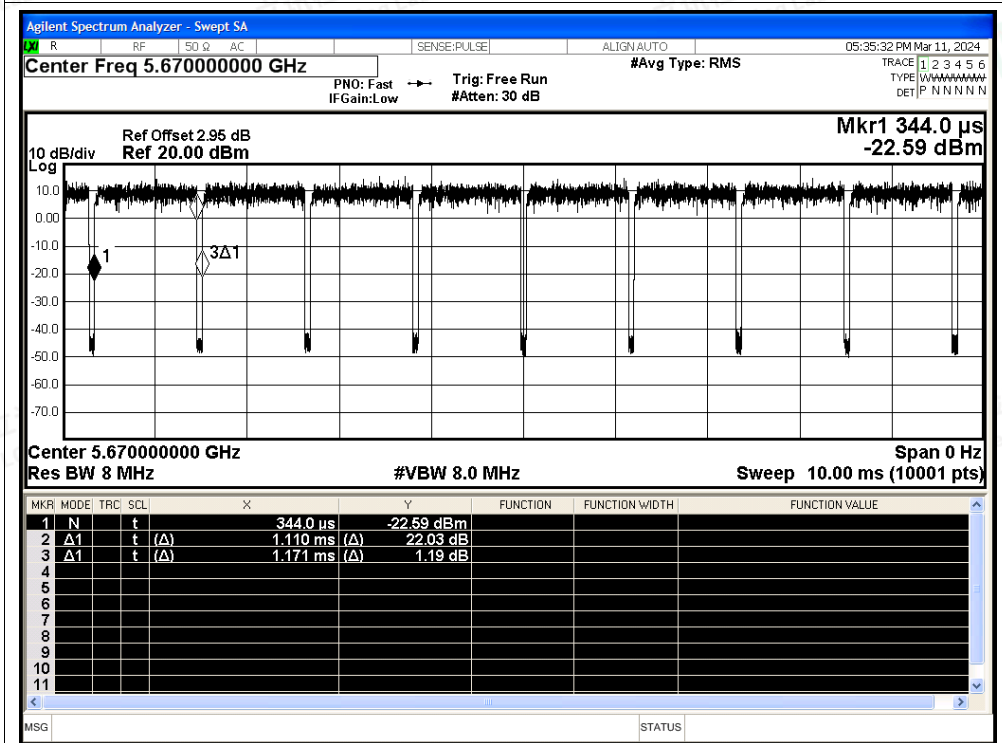 Agilent Spectrum Analyzer - Swept SA
LXI R RF 50 Ω AC SENSE:PULSE ALIGN AUTO 05:35:32 PM Mar 11, 2024
Center Freq 5.670000000 GHz #Avg Type: RMS TRACE 1 2 3 4 5 6
PNO: Fast Trig: Free Run TYPE WWWWWW
IFGain:Low #Atten: 30 dB DET P N N N N N
Mkr1 344.0 µs
Ref Offset 2.95 dB
10 dB/div Ref 20.00 dBm -22.59 dBm
Log
10.0
0.00
-10.0
1 3Δ1
-20.0
-30.0
-40.0
-50.0
-60.0
-70.0
Center 5.670000000 GHz Span 0 Hz
Res BW 8 MHz #VBW 8.0 MHz Sweep 10.00 ms (10001 pts)
MKR MODE TRC SCL X Y FUNCTION FUNCTION WIDTH FUNCTION VALUE
1 N t 344.0 µs -22.59 dBm
2 Δ1 t (Δ) 1.110 ms (Δ) 22.03 dB
3 Δ1 t (Δ) 1.171 ms (Δ) 1.19 dB
4
5
6
7
8
9
10
11
MSG STATUS